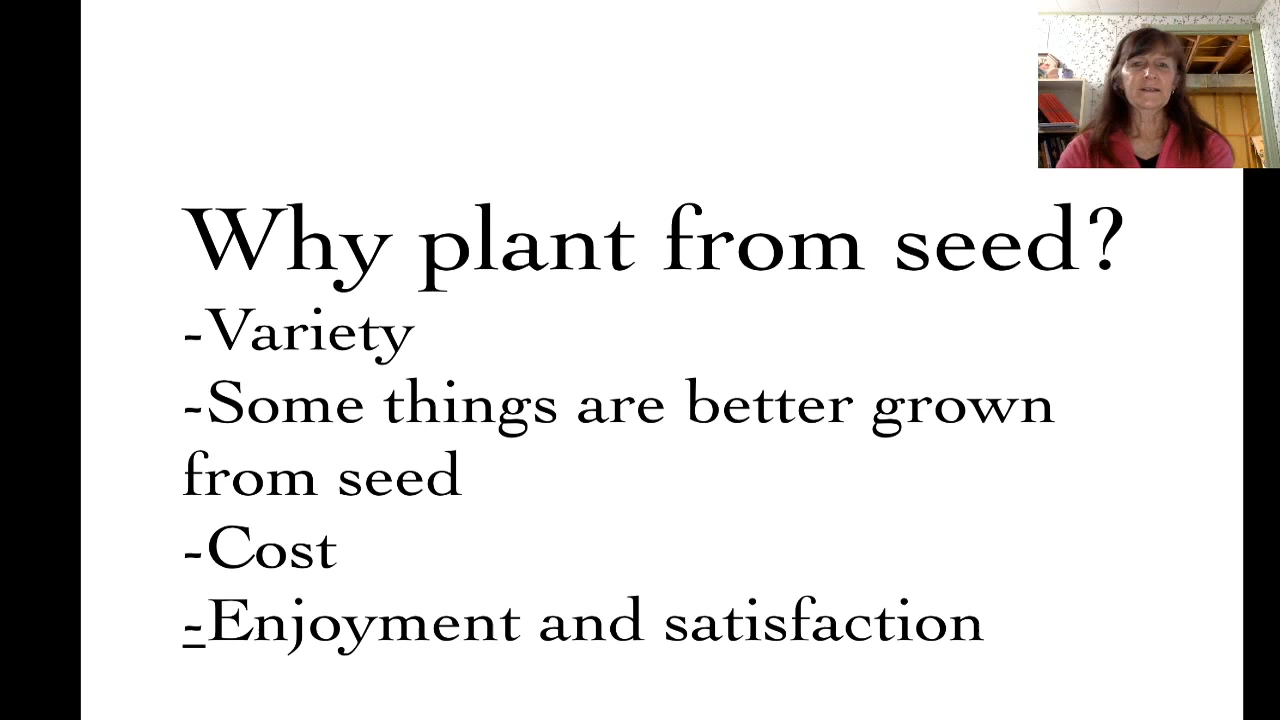 Why plant from seed?
-Variety
-Some things are better grown
from seed
-Cost
-Enjoyment and satisfaction